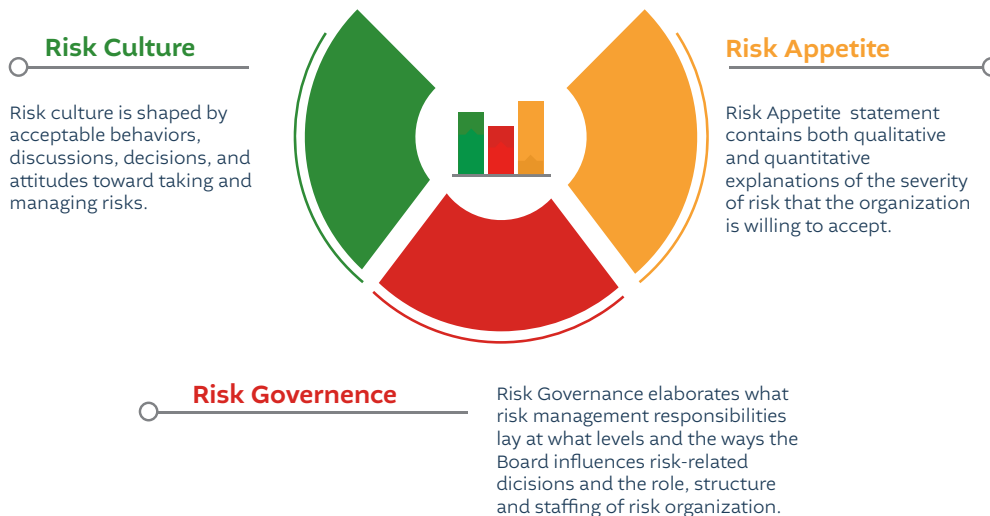 Risk Culture
Risk culture is shaped by
acceptable behaviors,
discussions, decisions, and
attitudes toward taking and
managing risks.
Risk Appetite
Risk Appetite statement
contains both qualitative
and quantitative
explanations of the severity
of risk that the organization
is willing to accept.
Risk Governence
Risk Governance elaborates what
risk management responsibilities
lay at what levels and the ways the
Board influences risk-related
dicisions and the role, structure
and staffing of risk organization.